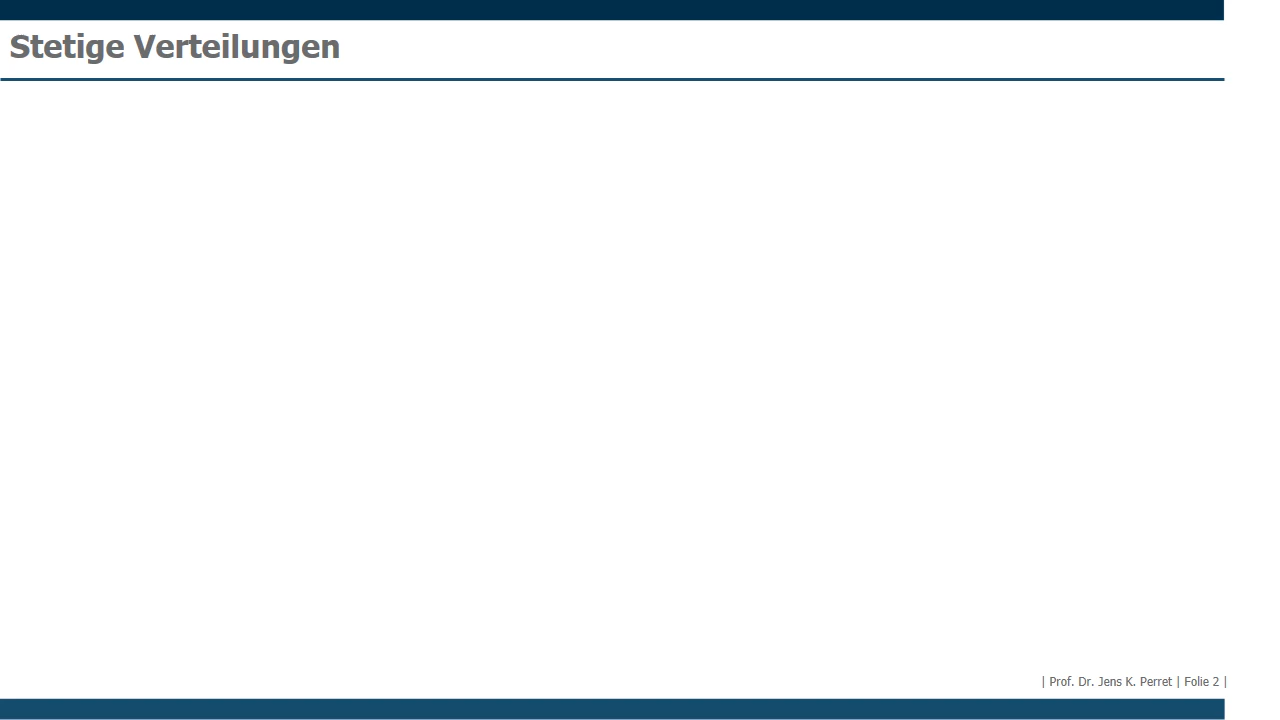 Stetige Verteilungen
| Prof. Dr. Jens K. Perret | Folie 2 |